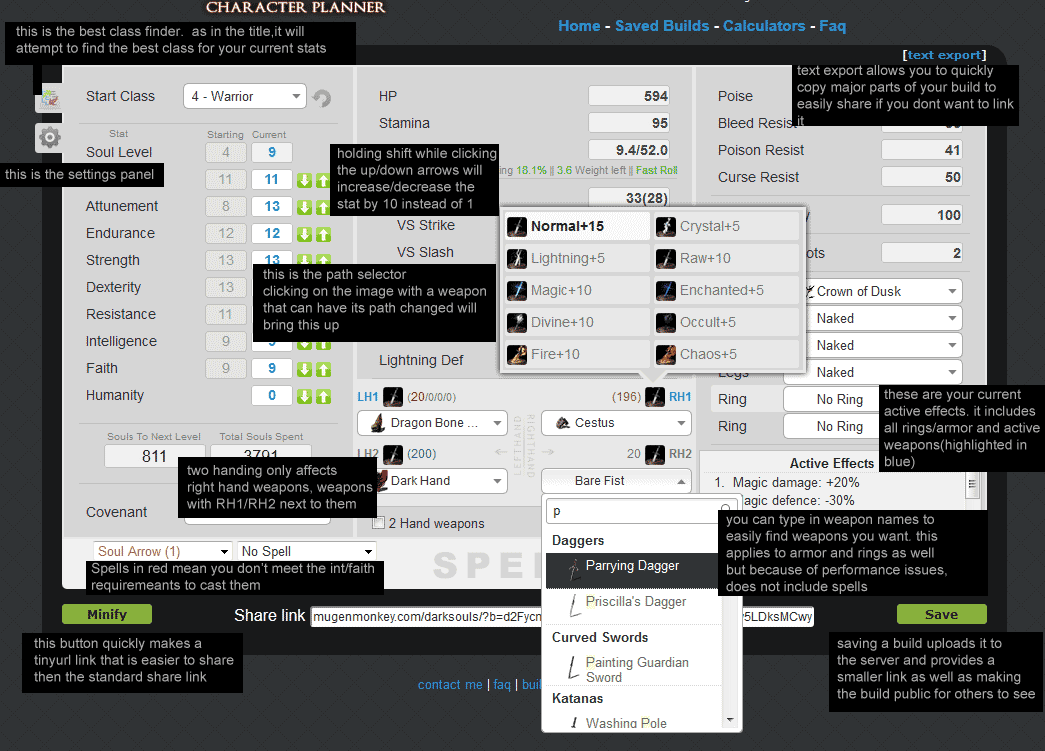 CHARACTER PLANNER
Home - Saved Builds - Calculators - Faq
this is the best class finder.  as in the title,it will
attempt to find the best class for your current stats
[text export]
text export allows you to quickly
copy major parts of your build to
easily share if you dont want to link
it
Start Class
4 - Warrior
Stat Starting Current
Soul Level 4 9
this is the settings panel
11 11
Attunement 8 13
Endurance 12 12
Strength 13 13
Dexterity 13
Resistance 11
Intelligence 9
Faith 9 9
Humanity 0
Souls To Next Level Total Souls Spent
811 3791
Covenant
two handing only affects
right hand weapons, weapons
with RH1/RH2 next to them
HP 594
Stamina 95
9.4/52.0
18.1% || 3.6 Weight left || Fast Roll
33(28)
holding shift while clicking
the up/down arrows will
increase/decrease the
stat by 10 instead of 1
VS Strike
VS Slash
this is the path selector
clicking on the image with a weapon
that can have its path changed will
bring this up
Lightning Def
Normal+15 Crystal+5
Lightning+5 Raw+10
Magic+10 Enchanted+5
Divine+10 Occult+5
Fire+10 Chaos+5
Poise
Bleed Resist
Poison Resist 41
Curse Resist 50
100
2
Crown of Dusk
Naked
Naked
Legs Naked
Ring No Ring
Ring No Ring
these are your current
active effects. it includes
all rings/armor and active
weapons(highlighted in
blue)
Active Effects
1. Magic damage: +20%
agic defence: -30%
LH1 (20/0/0/0) (196) RH1
Dragon Bone ... Cestus
LEFTHAND
RIGHTHAND
LH2 (200) 20 RH2
Dark Hand Bare Fist
2 Hand weapons
p
Daggers
Parrying Dagger
Priscilla's Dagger
Curved Swords
Painting Guardian
Sword
Katanas
Washing Pole
you can type in weapon names to
easily find weapons you want. this
applies to armor and rings as well
but because of performance issues,
does not include spells
Soul Arrow (1) No Spell
SPE
Spells in red mean you don't meet the int/faith
requiremeants to cast them
Minify
Share link
mugenmonkey.com/darksouls/?b=d2Fycn
5LDksMCwy
Save
this button quickly makes a
tinyurl link that is easier to share
then the standard share link
saving a build uploads it to
the server and provides a
smaller link as well as making
the build public for others to see
contact me | faq | buil